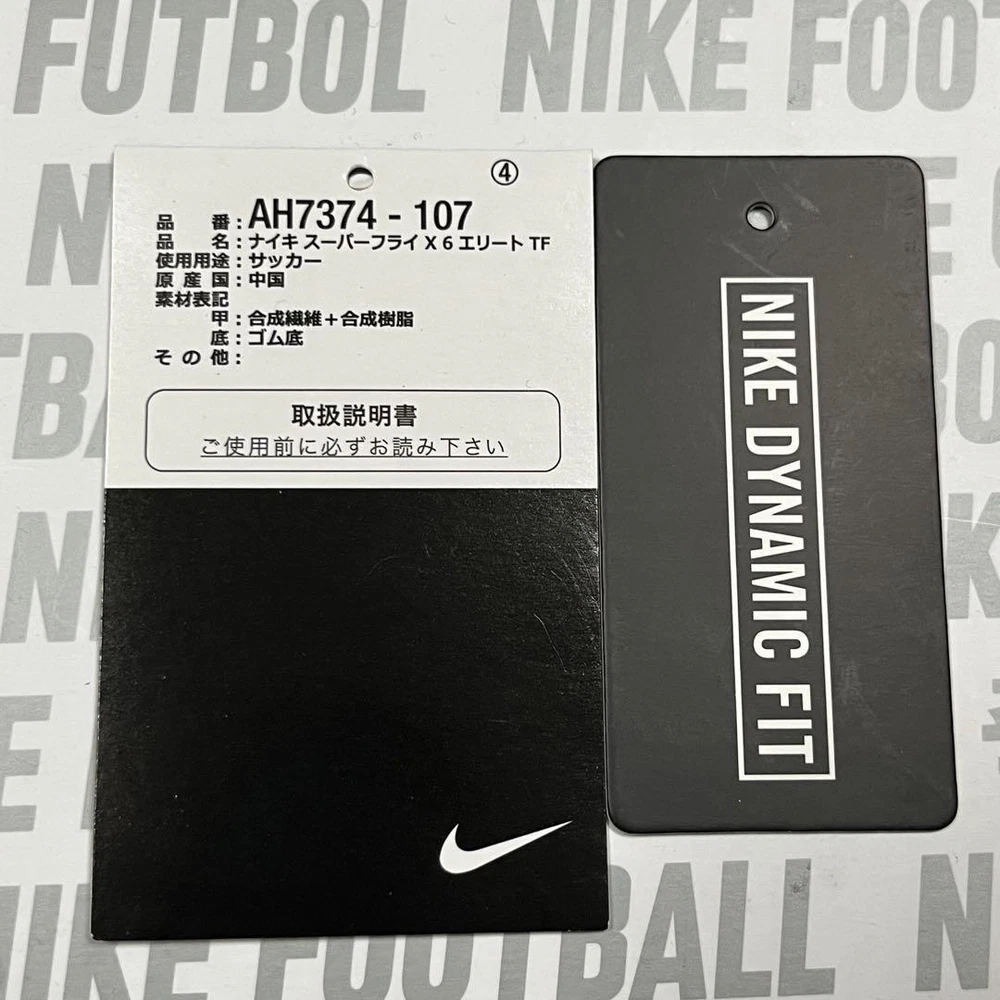 FUTBOL NIKE FOOT
④
品 番：AH7374 - 107
品 名：ナイキ スーパーフライ X 6 エリート TF
使用用途：サッカー
原 産 国：中国
素材表記
甲：合成繊維＋合成樹脂
底：ゴム底
そ の 他：
取扱説明書
ご使用前に必ずお読み下さい
NIKE DYNAMIC FIT
NIKE FOOTBALL N